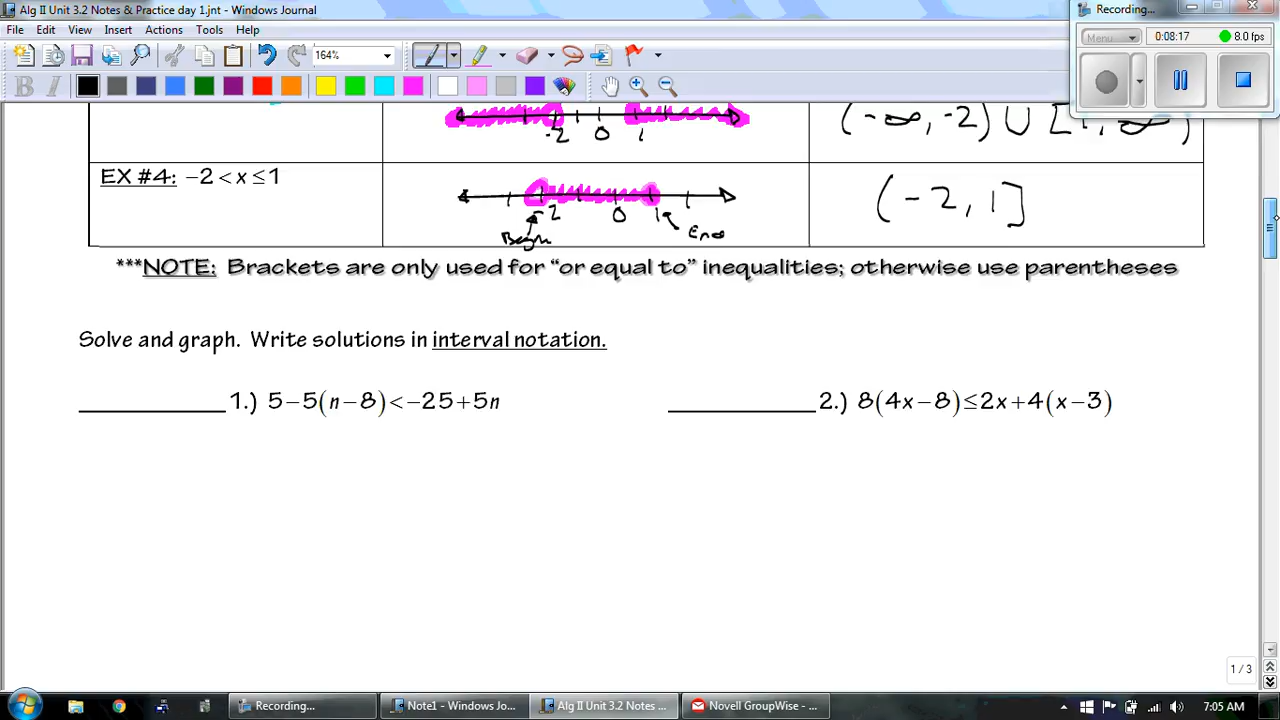 Alg II Unit 3.2 Notes & Practice day 1.jnt - Windows Journal
Recording...
File Edit View Insert Actions Tools Help
Menu 00:08:17 8.0 fps
164%
-2 0 1
(-∞, -2) ∪ [1, ∞)
EX #4: -2 < x ≤ 1
-2 0 1
Begin End
(-2, 1]
***NOTE: Brackets are only used for “or equal to” inequalities; otherwise use parentheses
Solve and graph. Write solutions in interval notation.
____________ 1.) 5-5(n-8)<-25+5n
____________ 2.) 8(4x-8)≤2x+4(x-3)
1 / 3
Recording...
Note1 - Windows Jo...
Alg II Unit 3.2 Notes ...
Novell GroupWise - ...
7:05 AM